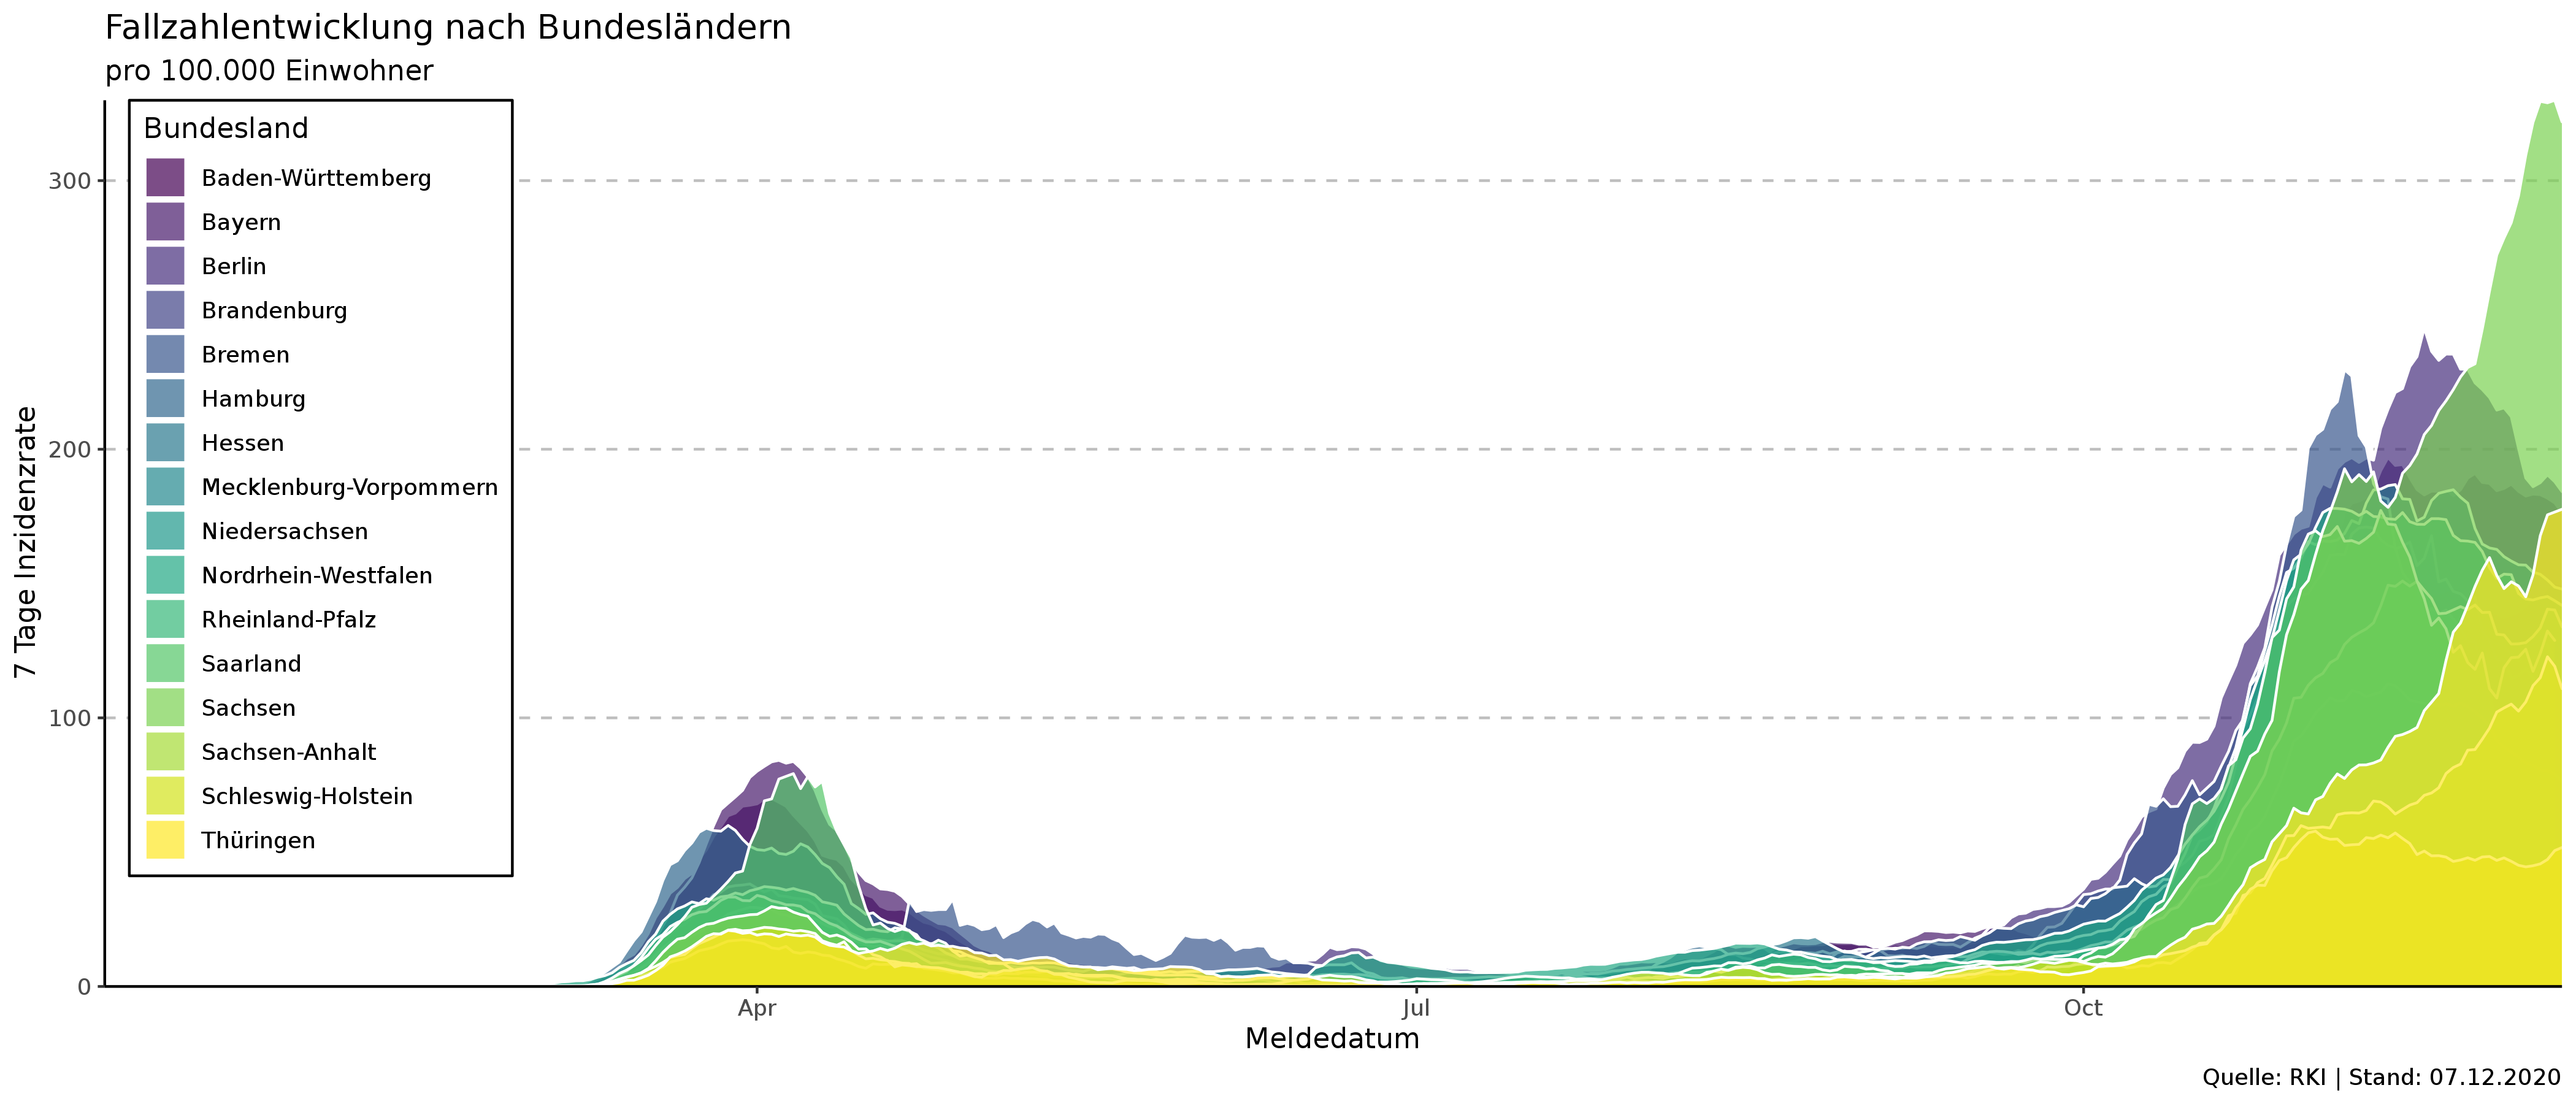 Fallzahlentwicklung nach Bundesländern
pro 100.000 Einwohner
Bundesland
Baden-Württemberg
Bayern
Berlin
Brandenburg
Bremen
Hamburg
Hessen
Mecklenburg-Vorpommern
Niedersachsen
Nordrhein-Westfalen
Rheinland-Pfalz
Saarland
Sachsen
Sachsen-Anhalt
Schleswig-Holstein
Thüringen
7 Tage Inzidenzrate
300
200
100
0
Apr
Jul
Oct
Meldedatum
Quelle: RKI | Stand: 07.12.2020